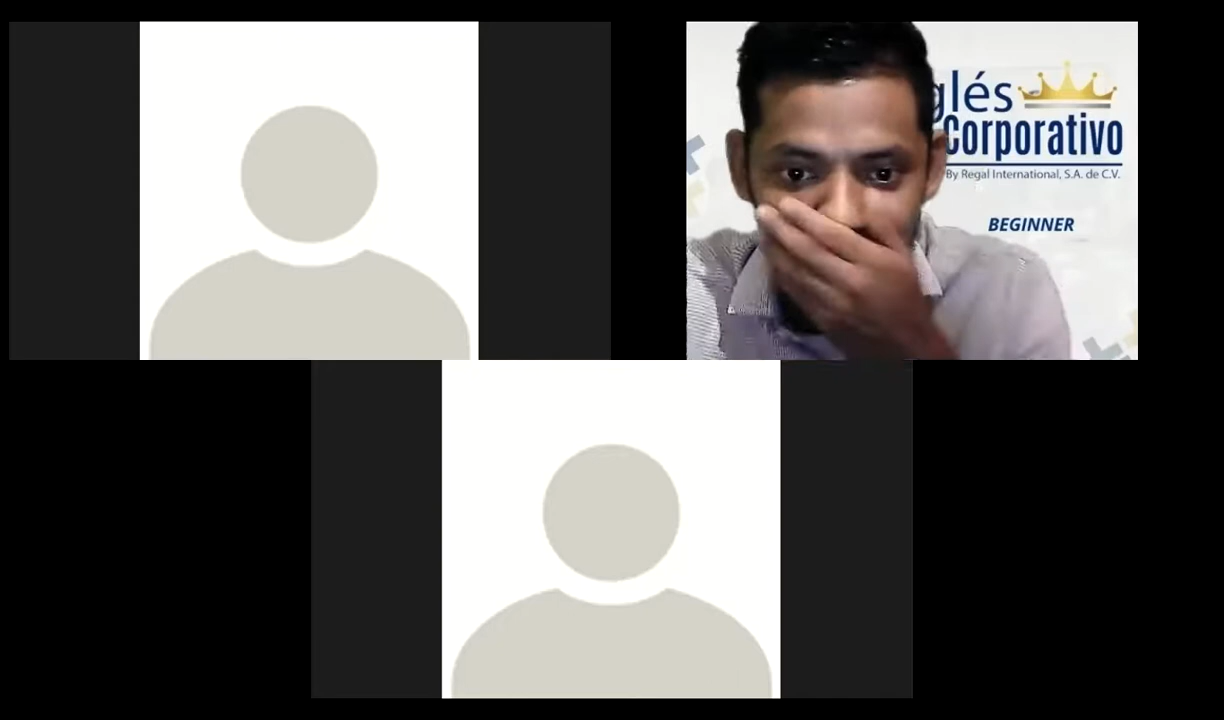 glés
Corporativo
By Regal International, S.A. de C.V.
BEGINNER